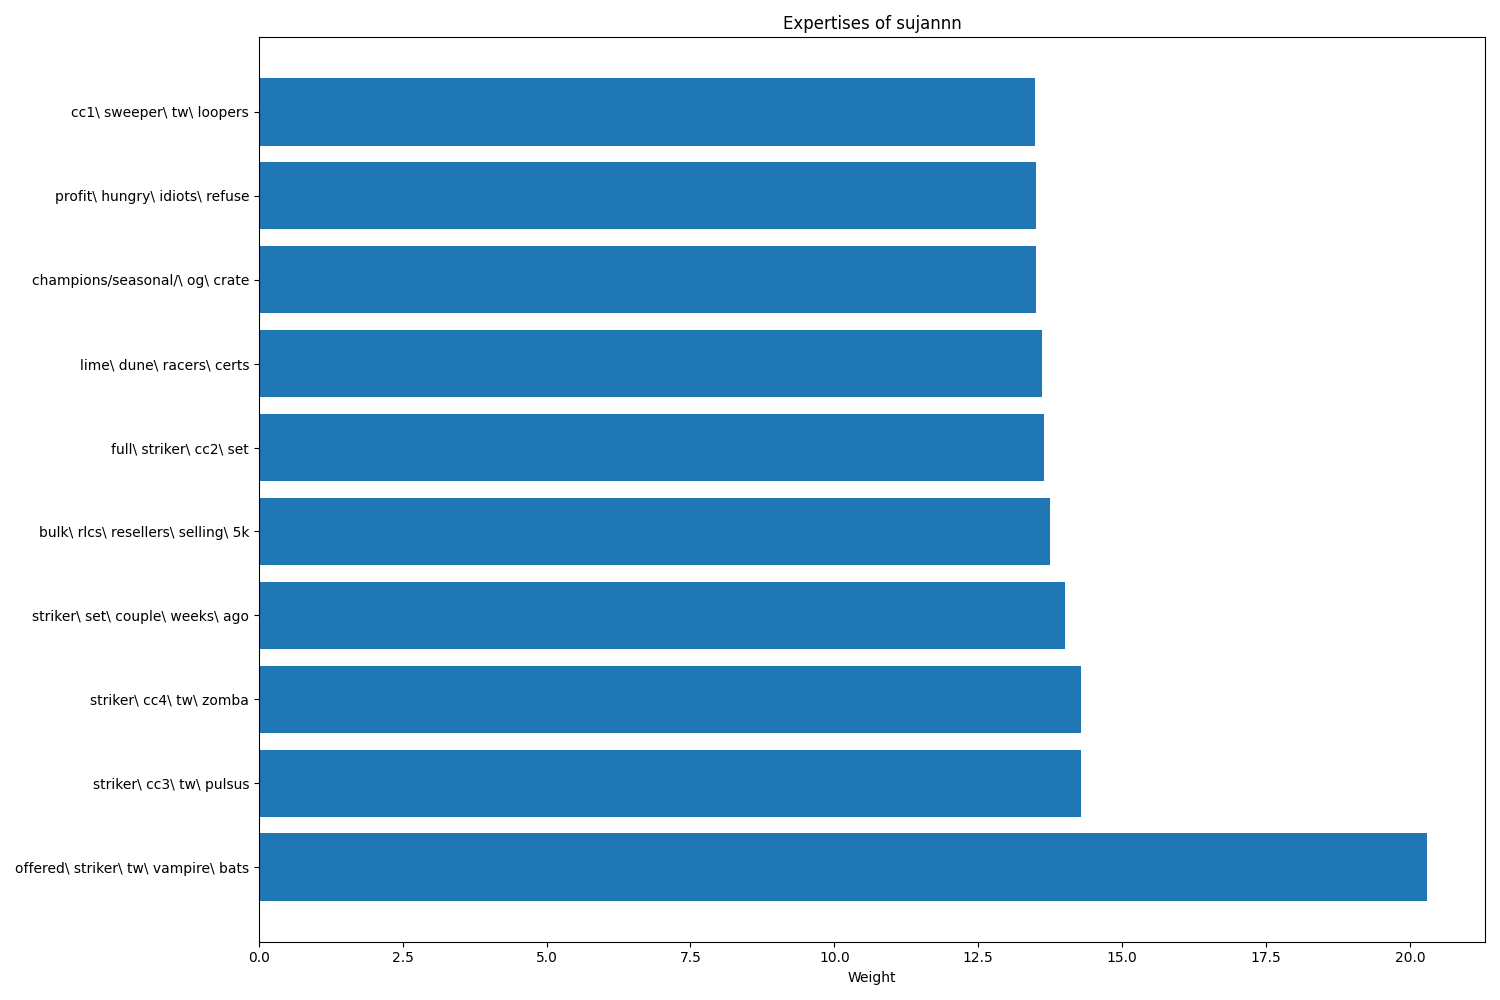 Expertises of sujannn
cc1\ sweeper\ tw\ loopers
profit\ hungry\ idiots\ refuse
champions/seasonal/\ og\ crate
lime\ dune\ racers\ certs
full\ striker\ cc2\ set
bulk\ rlcs\ resellers\ selling\ 5k
striker\ set\ couple\ weeks\ ago
striker\ cc4\ tw\ zomba
striker\ cc3\ tw\ pulsus
offered\ striker\ tw\ vampire\ bats
0.0 2.5 5.0 7.5 10.0 12.5 15.0 17.5 20.0
Weight